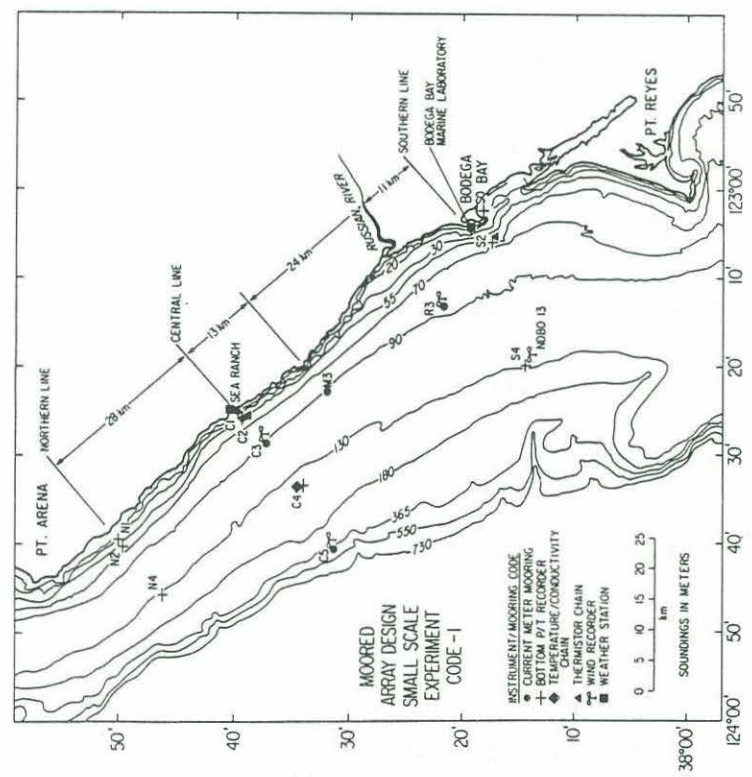 MOORED
ARRAY DESIGN
SMALL SCALE
EXPERIMENT
CODE-1
INSTRUMENT/MOORING CODE
CURRENT METER MOORING
BOTTOM P/T RECORDER
TEMPERATURE/CONDUCTIVITY
CHAIN
THERMISTOR CHAIN
WIND RECORDER
WEATHER STATION
0 5 10 15 20 25
km
SOUNDINGS IN METERS
PT. ARENA
NORTHERN LINE
28 km
CENTRAL LINE
13 km
24 km
RUSSIAN RIVER
11 km
SOUTHERN LINE
BODEGA BAY
MARINE LABORATORY
BODEGA
BAY
SO
PT. REYES
SEA RANCH
N1
N2
N4
C1
C2
C3
C4
C5
M3
R3
S2
S4
NDBO 13
20
30
55
70
90
130
180
365
550
730
50'
40'
30'
20'
10'
38°00'
124°00'
50'
40'
30'
20'
10'
123°00'
50'